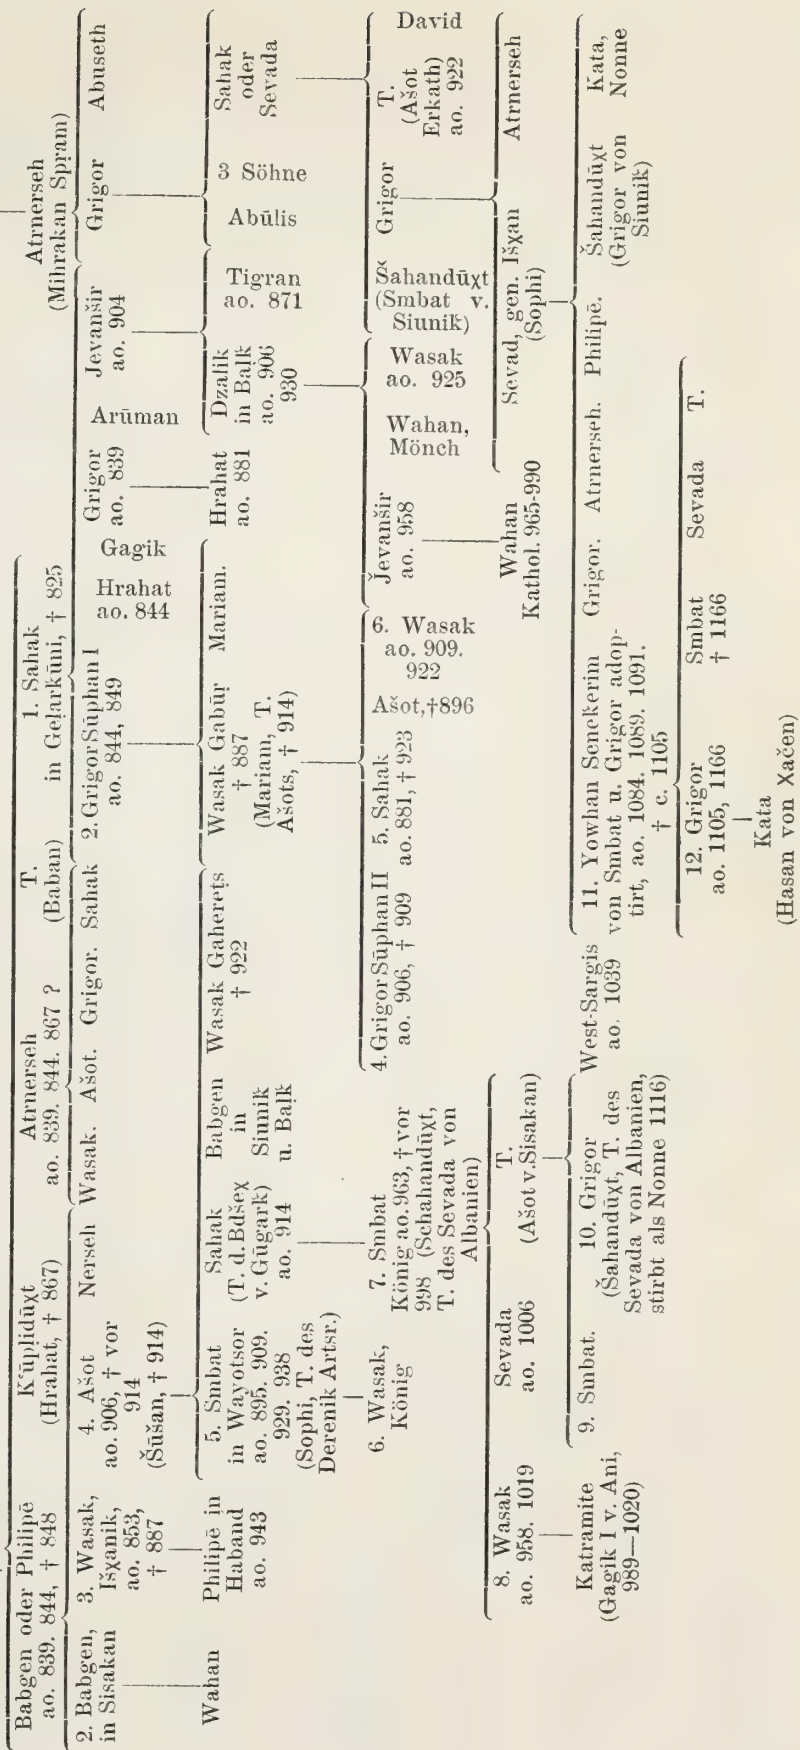 Babgen oder Philipē
ao. 839. 844, † 848
K‘ūplidūχt
(Hrahat, † 867)
Atrnerseh
ao. 839. 844. 867 ?
T.
(Baban)
1. Sahak
in Gełarkūni, † 825
Atrnerseh
(Mihrakan Spram)
2. Babgen,
in Sisakan
3. Wasak,
Išχanik,
ao. 853,
† 887
4. Ašot
ao. 906, † vor
914
(Šūšan, † 914)
Nerseh
Wasak. Ašot. Grigor. Sahak
2. Grigor Sūphan I
ao. 844, 849
Hrahat
ao. 844
Gagik
Grigor
ao. 839
Arūman
Jevanšir
ao. 904
Grigor
Abuseth
Wahan
Philipē in
Haband
ao. 943
5. Smbat
in Wayotsor
ao. 895. 909.
929. 938
(Sophi, T. des
Derenik Artsr.)
Sahak
(T. d. Bdšeχ
v. Gūgark)
ao. 914
Babgen
in
Siunik
u. Bałk
Wasak Gaherets
† 922
Wasak Gabūŗ
† 887
(Mariam, T.
Ašots, † 914)
Mariam.
Hrahat
ao. 881
Dzalik
in Bałk
ao. 906
930
Tigran
ao. 871
Abūlis
3 Söhne
Sahak
oder
Sevada
6. Wasak,
König
7. Smbat
König ao. 963, † vor
998 (Schahandūχt,
T. des Sevada von
Albanien)
4. Grigor Sūphan II
ao. 906, † 909
5. Sahak
ao. 881, † 923
Ašot, †896
6. Wasak
ao. 909.
922
Ĵevanšir
ao. 958
Wahan,
Mönch
Wasak
ao. 925
Šahandūχt
(Smbat v.
Siunik)
Grigor
T.
(Ašot
Erkath)
ao. 922
David
8. Wasak
ao. 958. 1019
Sevada
ao. 1006
T.
(Ašot v. Sisakan)
Wahan
Kathol. 965-990
Sevad, gen. Išχan
(Sophi)
Atrnerseh
Katramite
(Gagik I v. Ani,
989—1020)
9. Smbat.
10. Grigor
(Šahandūχt, T. des
Sevada von Albanien,
stirbt als Nonne 1116)
West-Sargis
ao. 1039
11. Yowhan Senekerim
von Smbat u. Grigor adop-
tirt, ao. 1084. 1089. 1091.
† c. 1105
Grigor. Atrnerseh. Philipē.
Šahandūχt
(Grigor von
Siunik)
Kata,
Nonne
12. Grigor
ao. 1105, 1166
Smbat
† 1166
Sevada
T.
Kata
(Hasan von Χačen)